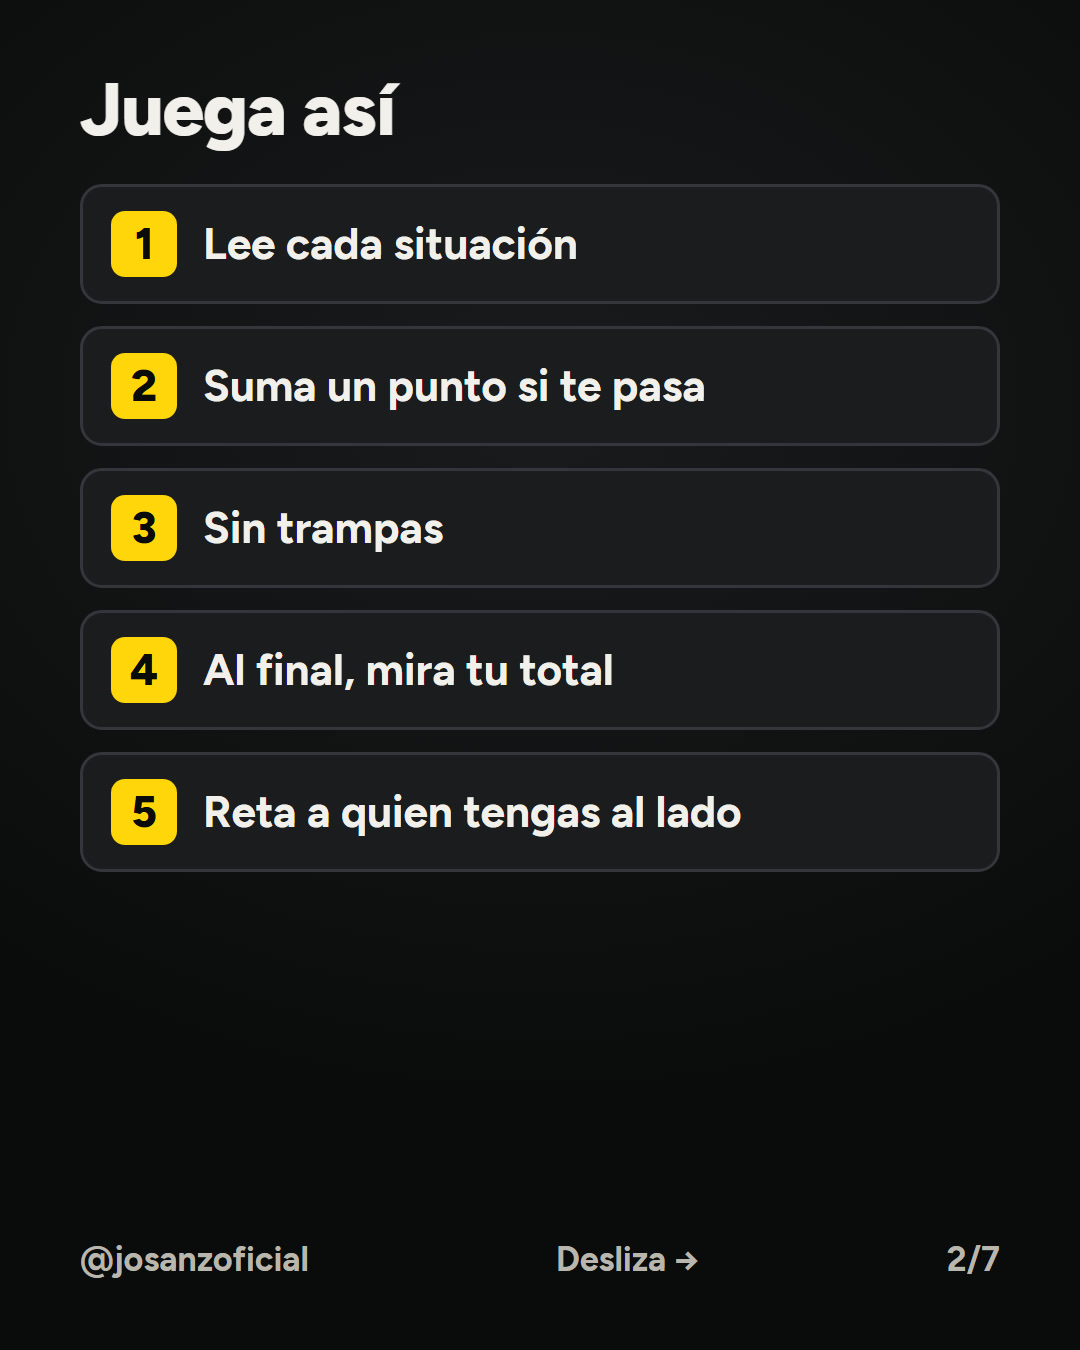 Juega así
1 Lee cada situación
2 Suma un punto si te pasa
3 Sin trampas
4 Al final, mira tu total
5 Reta a quien tengas al lado
@josanzoficial Desliza → 2/7